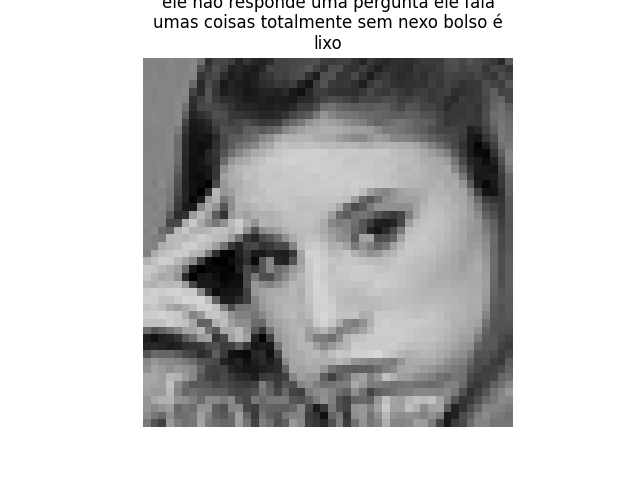 ele não responde uma pergunta ele fala
umas coisas totalmente sem nexo bolso é
lixo